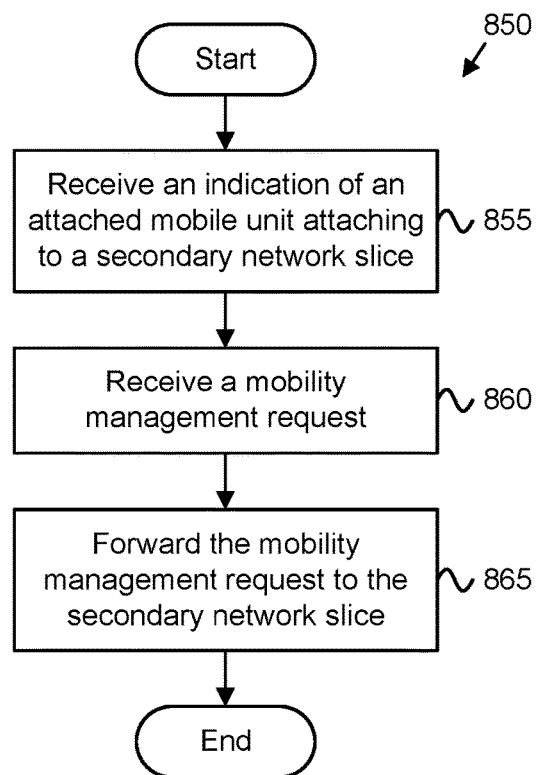 850
Start
Receive an indication of an
attached mobile unit attaching
to a secondary network slice
855
Receive a mobility
management request
860
Forward the mobility
management request to the
secondary network slice
865
End